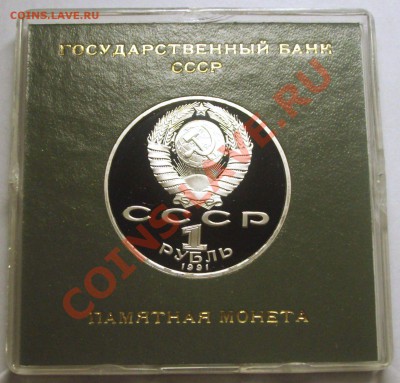 COINS.LAVE.RU
ГОСУДАРСТВЕННЫЙ БАНК
СССР
СССР
1
РУБЛЬ
1991
ПАМЯТНАЯ МОНЕТА
COINS.LAVE.RU